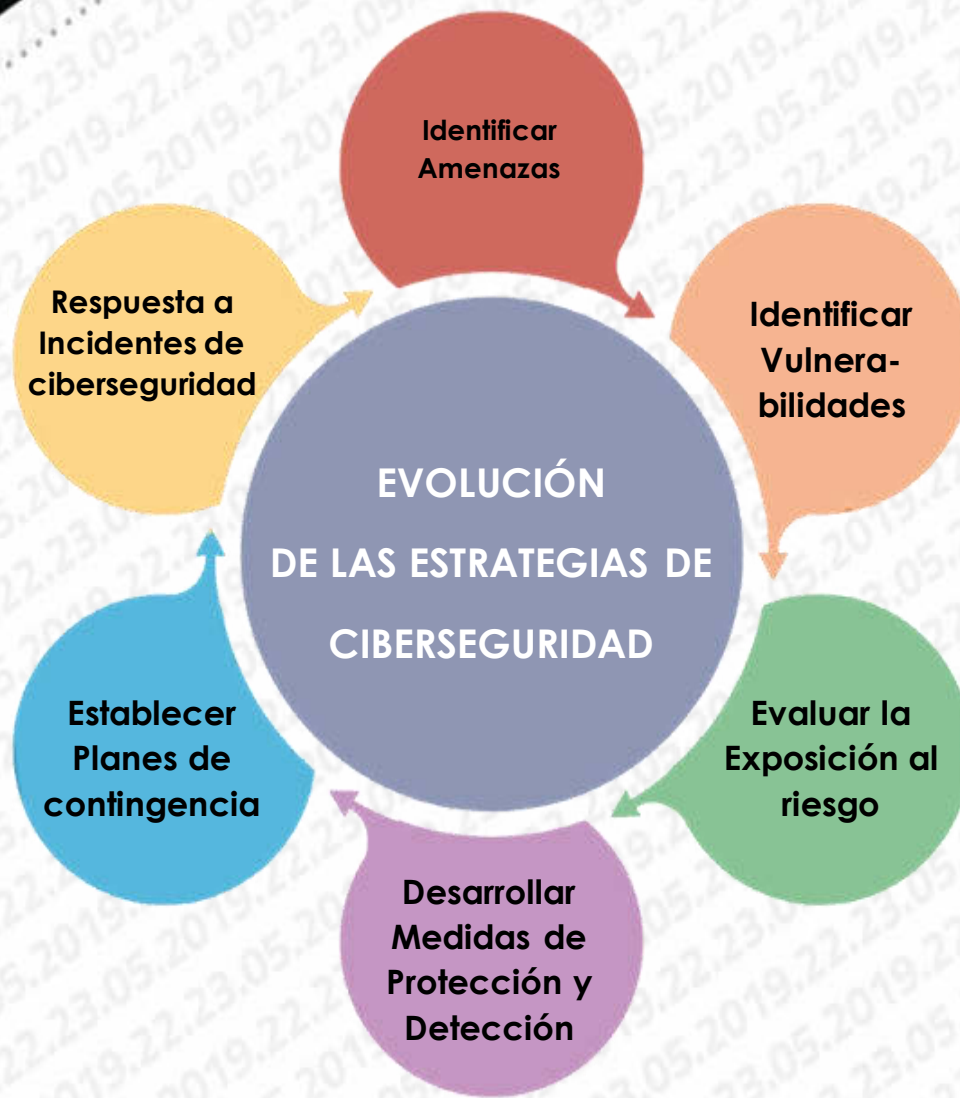 Identificar
Amenazas
Identificar
Vulnera-
bilidades
Evaluar la
Exposición al
riesgo
Desarrollar
Medidas de
Protección y
Detección
Establecer
Planes de
contingencia
Respuesta a
Incidentes de
ciberseguridad
EVOLUCIÓN
DE LAS ESTRATEGIAS DE
CIBERSEGURIDAD